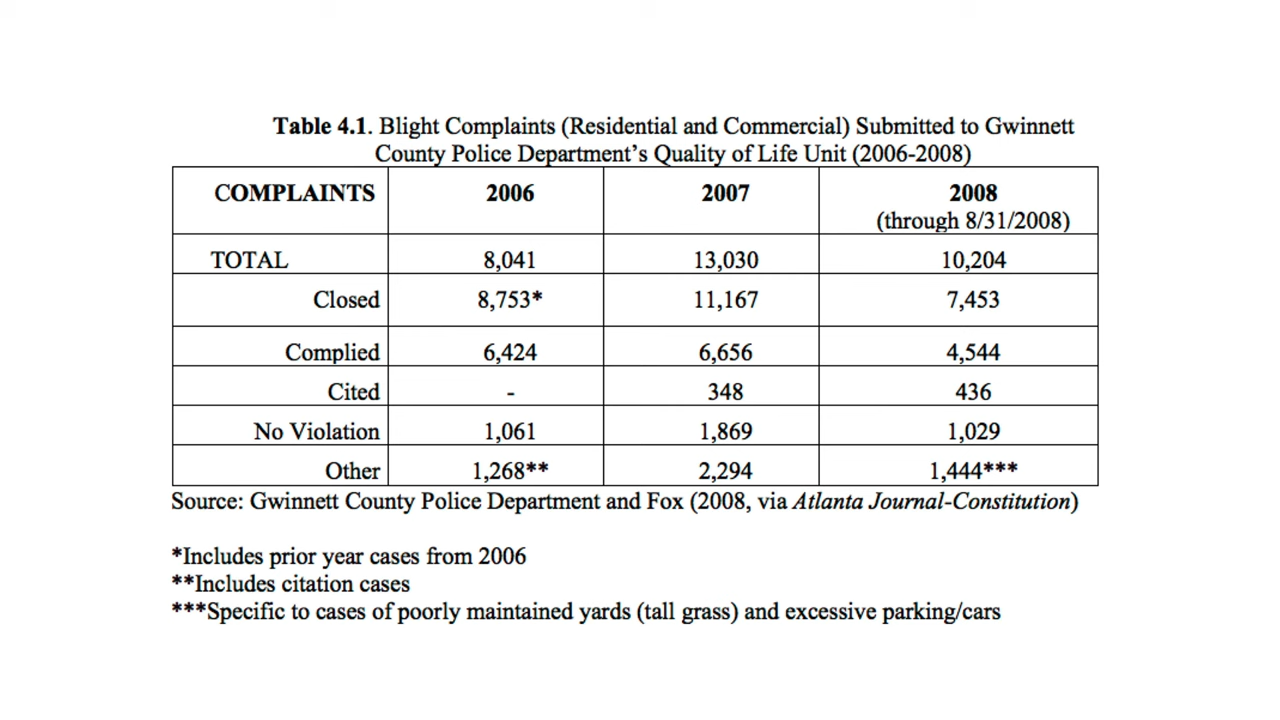 Table 4.1. Blight Complaints (Residential and Commercial) Submitted to Gwinnett
County Police Department's Quality of Life Unit (2006-2008)
COMPLAINTS 2006 2007 2008
(through 8/31/2008)
TOTAL 8,041 13,030 10,204
Closed 8,753* 11,167 7,453
Complied 6,424 6,656 4,544
Cited - 348 436
No Violation 1,061 1,869 1,029
Other 1,268** 2,294 1,444***
Source: Gwinnett County Police Department and Fox (2008, via Atlanta Journal-Constitution)
*Includes prior year cases from 2006
**Includes citation cases
***Specific to cases of poorly maintained yards (tall grass) and excessive parking/cars